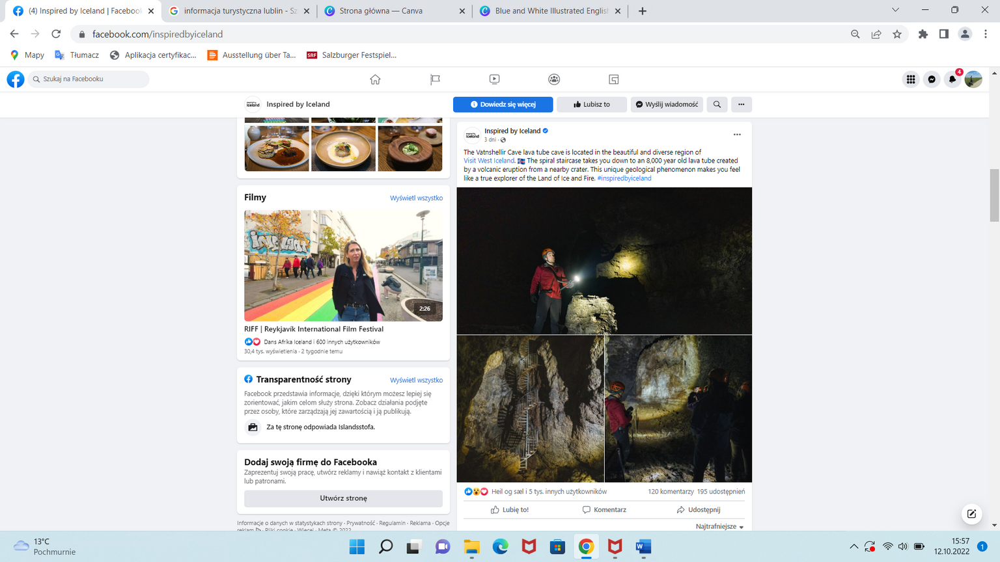 (4) Inspired by Iceland | Facebook
informacja turystyczna lublin - Sz
Strona główna — Canva
Blue and White Illustrated English
facebook.com/inspiredbyiceland
Mapy
Tłumacz
Aplikacja certyfikac...
Ausstellung über Ta...
SRF
Salzburger Festspiel...
Szukaj na Facebooku
4
Inspired by Iceland
Dowiedz się więcej
Lubisz to
Wyślij wiadomość
Filmy
Wyświetl wszystko
2:26
RIFF | Reykjavík International Film Festival
Dans Afríka Iceland i 600 innych użytkowników
30,4 tys. wyświetlenia · 2 tygodnie temu
Transparentność strony
Wyświetl wszystko
Facebook przedstawia informacje, dzięki którym możesz lepiej się
zorientować, jakim celom służy strona. Zobacz działania podjęte
przez osoby, które zarządzają jej zawartością i ją publikują.
Za tę stronę odpowiada Islandsstofa.
Dodaj swoją firmę do Facebooka
Zaprezentuj swoją pracę, utwórz reklamy i nawiąż kontakt z klientami
lub patronami.
Utwórz stronę
Informacje o danych w statystykach strony · Prywatność · Regulamin · Reklama · Opcje
reklam · Pliki cookie · Więcej · Meta © 2022
Inspired by Iceland
3 dni ·
The Vatnshellir Cave lava tube cave is located in the beautiful and diverse region of
Visit West Iceland. The spiral staircase takes you down to an 8,000 year old lava tube created
by a volcanic eruption from a nearby crater. This unique geological phenomenon makes you feel
like a true explorer of the Land of Ice and Fire. #inspiredbyiceland
Heil og sæl i 5 tys. innych użytkowników
120 komentarzy 195 udostępnień
Lubię to!
Komentarz
Udostępnij
Najtrafniejsze
13°C
Pochmurnie
15:57
12.10.2022
1